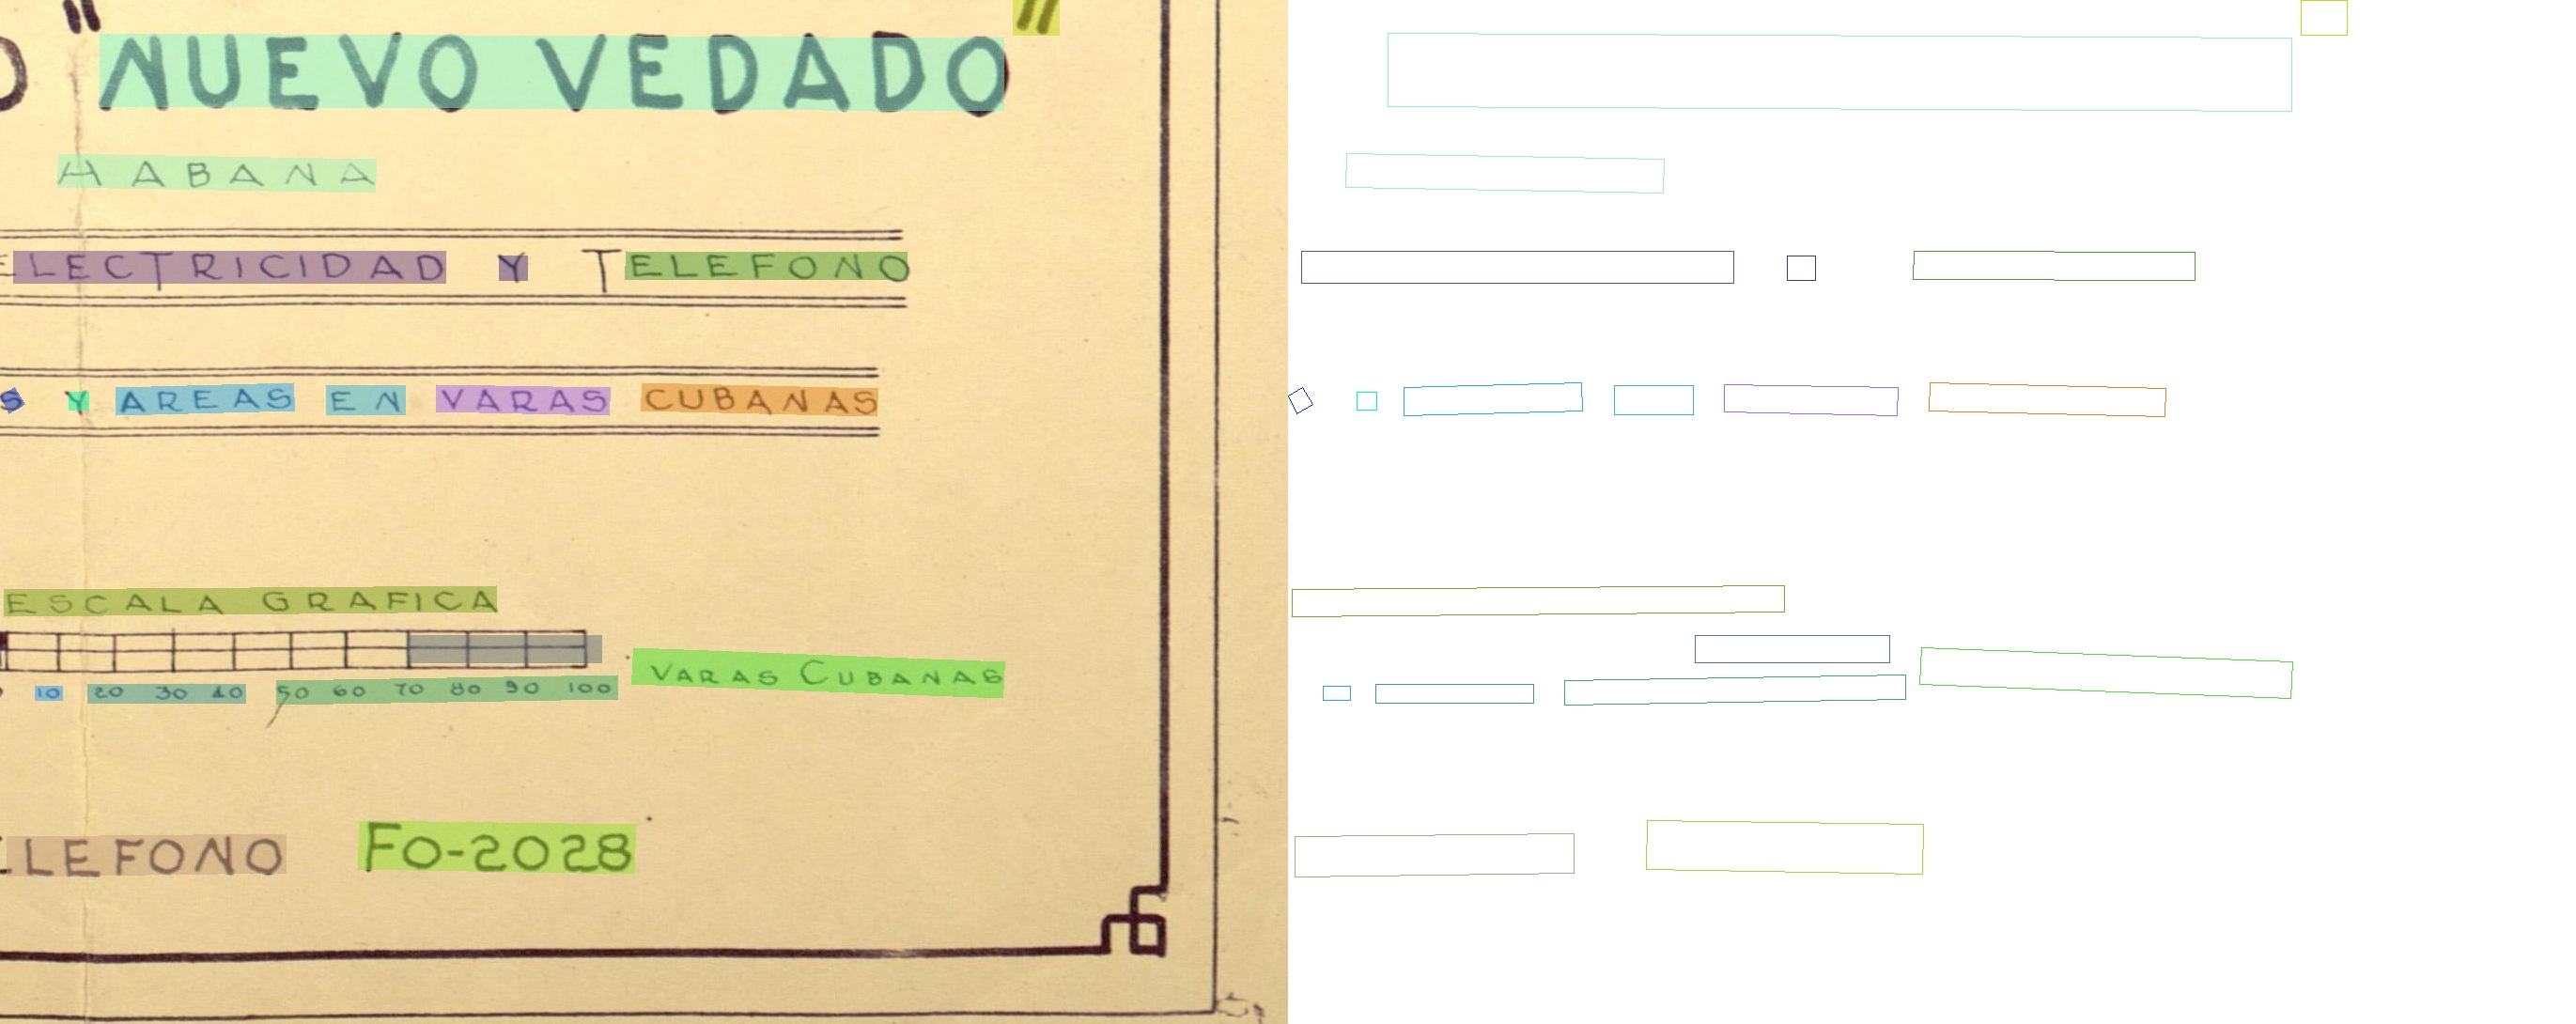 "NUEVO VEDADO"
HABANA
ELECTRICIDAD Y TELEFONO
S Y AREAS EN VARAS CUBANAS
ESCALA GRAFICA
10 20 30 40 50 60 70 80 90 100 VARAS CUBANAS
ELEFONO FO-2028